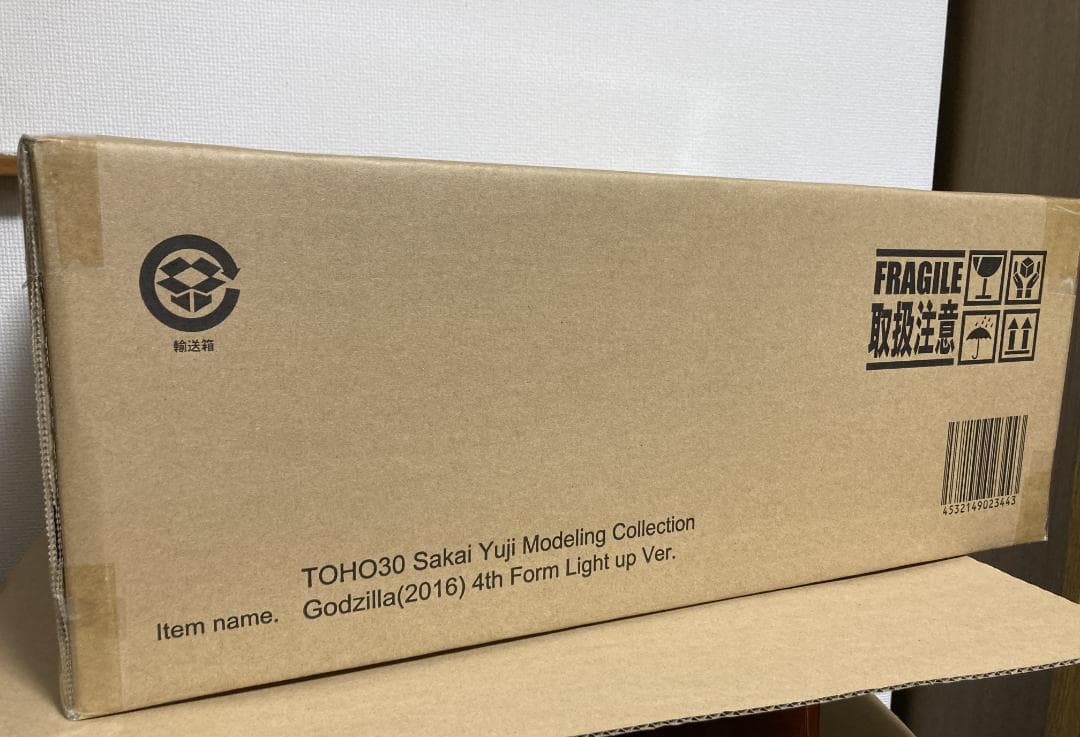 輸送箱
FRAGILE
取扱注意
4532149023443
TOHO30 Sakai Yuji Modeling Collection
Item name. Godzilla(2016) 4th Form Light up Ver.